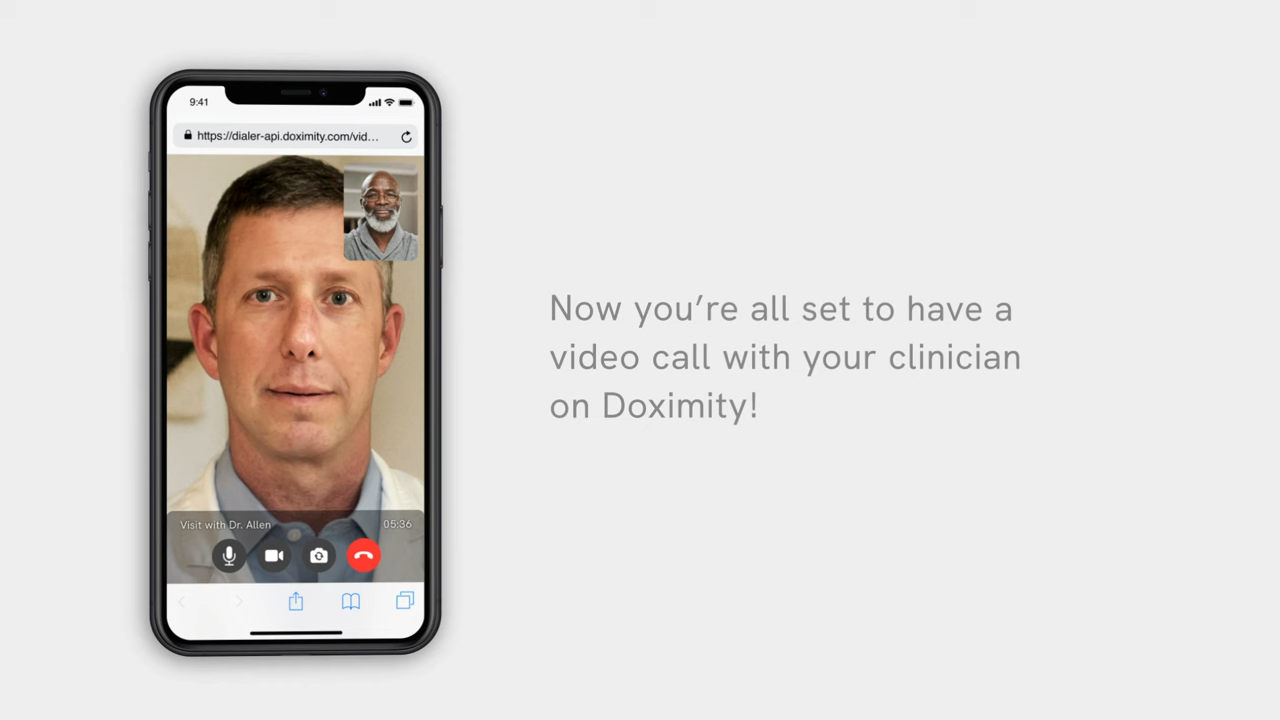 9:41
https://dialer-api.doximity.com/vid...
Visit with Dr. Allen
05:36
Now you’re all set to have a
video call with your clinician
on Doximity!